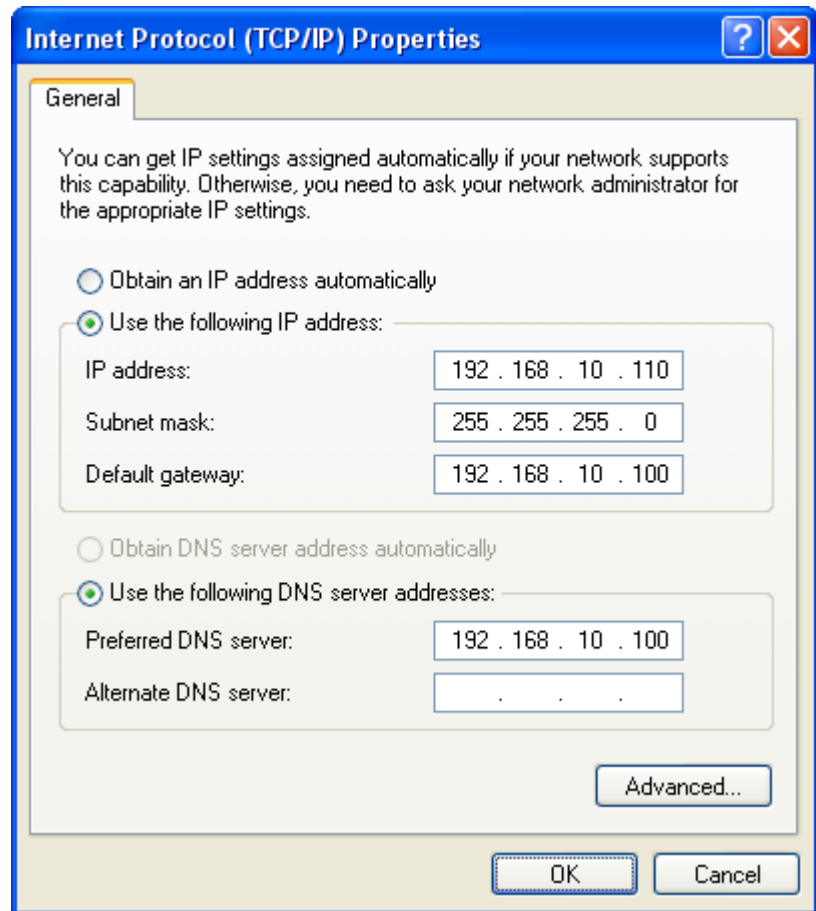 Internet Protocol (TCP/IP) Properties
General
You can get IP settings assigned automatically if your network supports
this capability. Otherwise, you need to ask your network administrator for
the appropriate IP settings.
Obtain an IP address automatically
Use the following IP address:
IP address: 192 . 168 . 10 . 110
Subnet mask: 255 . 255 . 255 . 0
Default gateway: 192 . 168 . 10 . 100
Obtain DNS server address automatically
Use the following DNS server addresses:
Preferred DNS server: 192 . 168 . 10 . 100
Alternate DNS server: . . .
Advanced...
OK Cancel